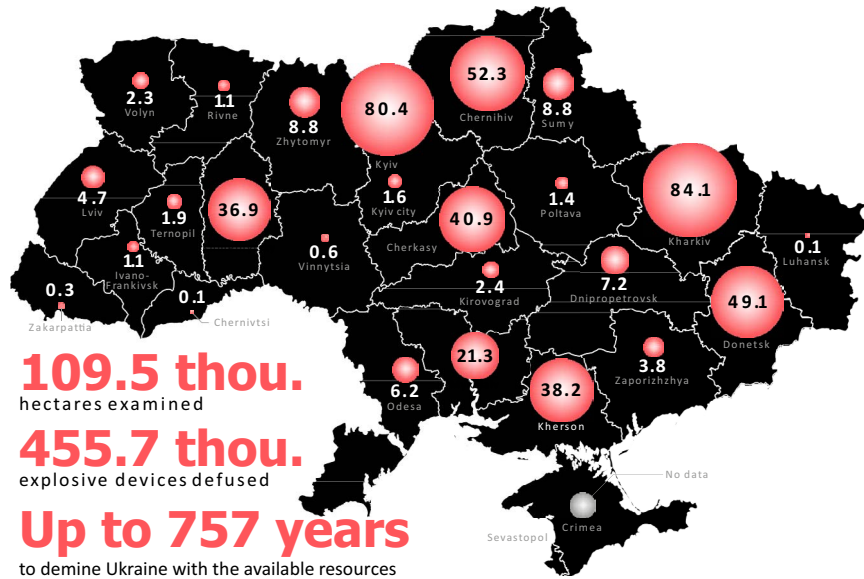 52.3
Chernihiv
2.3
Volyn
1.1
Rivne
8.8
Zhytomyr
80.4
Kyiv
8.8
Sumy
4.7
Lviv
1.9
Ternopil
36.9
16
Kyiv city
40.9
Cherkasy
1.4
Poltava
84.1
Kharkiv
0.1
Luhansk
1.1
Ivano-
Frankivsk
0.6
Vinnytsia
2.4
Kirovograd
7.2
Dnipropetrovsk
49.1
Donetsk
0.3
Zakarpattia
0.1
Chernivtsi
6.2
Odesa
21.3
38.2
Kherson
3.8
Zaporizhzhya
109.5 thou.
hectares examined
455.7 thou.
explosive devices defused
Up to 757 years
to demine Ukraine with the available resources
No data
Crimea
Sevastopol